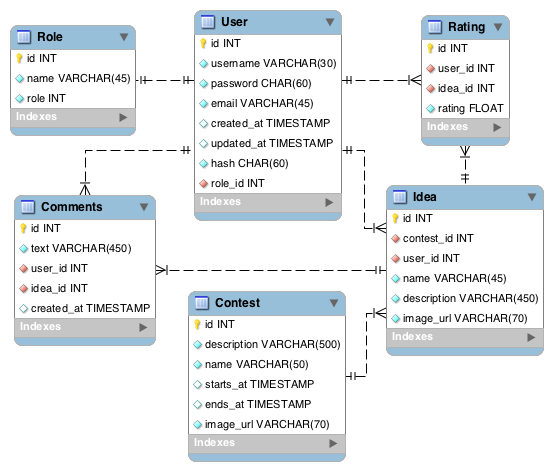 Role
id INT
name VARCHAR(45)
role INT
Indexes
User
id INT
username VARCHAR(30)
password CHAR(60)
email VARCHAR(45)
created_at TIMESTAMP
updated_at TIMESTAMP
hash CHAR(60)
role_id INT
Indexes
Rating
id INT
user_id INT
idea_id INT
rating FLOAT
Indexes
Comments
id INT
text VARCHAR(450)
user_id INT
idea_id INT
created_at TIMESTAMP
Indexes
Idea
id INT
contest_id INT
user_id INT
name VARCHAR(45)
description VARCHAR(450)
image_url VARCHAR(70)
Indexes
Contest
id INT
description VARCHAR(500)
name VARCHAR(50)
starts_at TIMESTAMP
ends_at TIMESTAMP
image_url VARCHAR(70)
Indexes